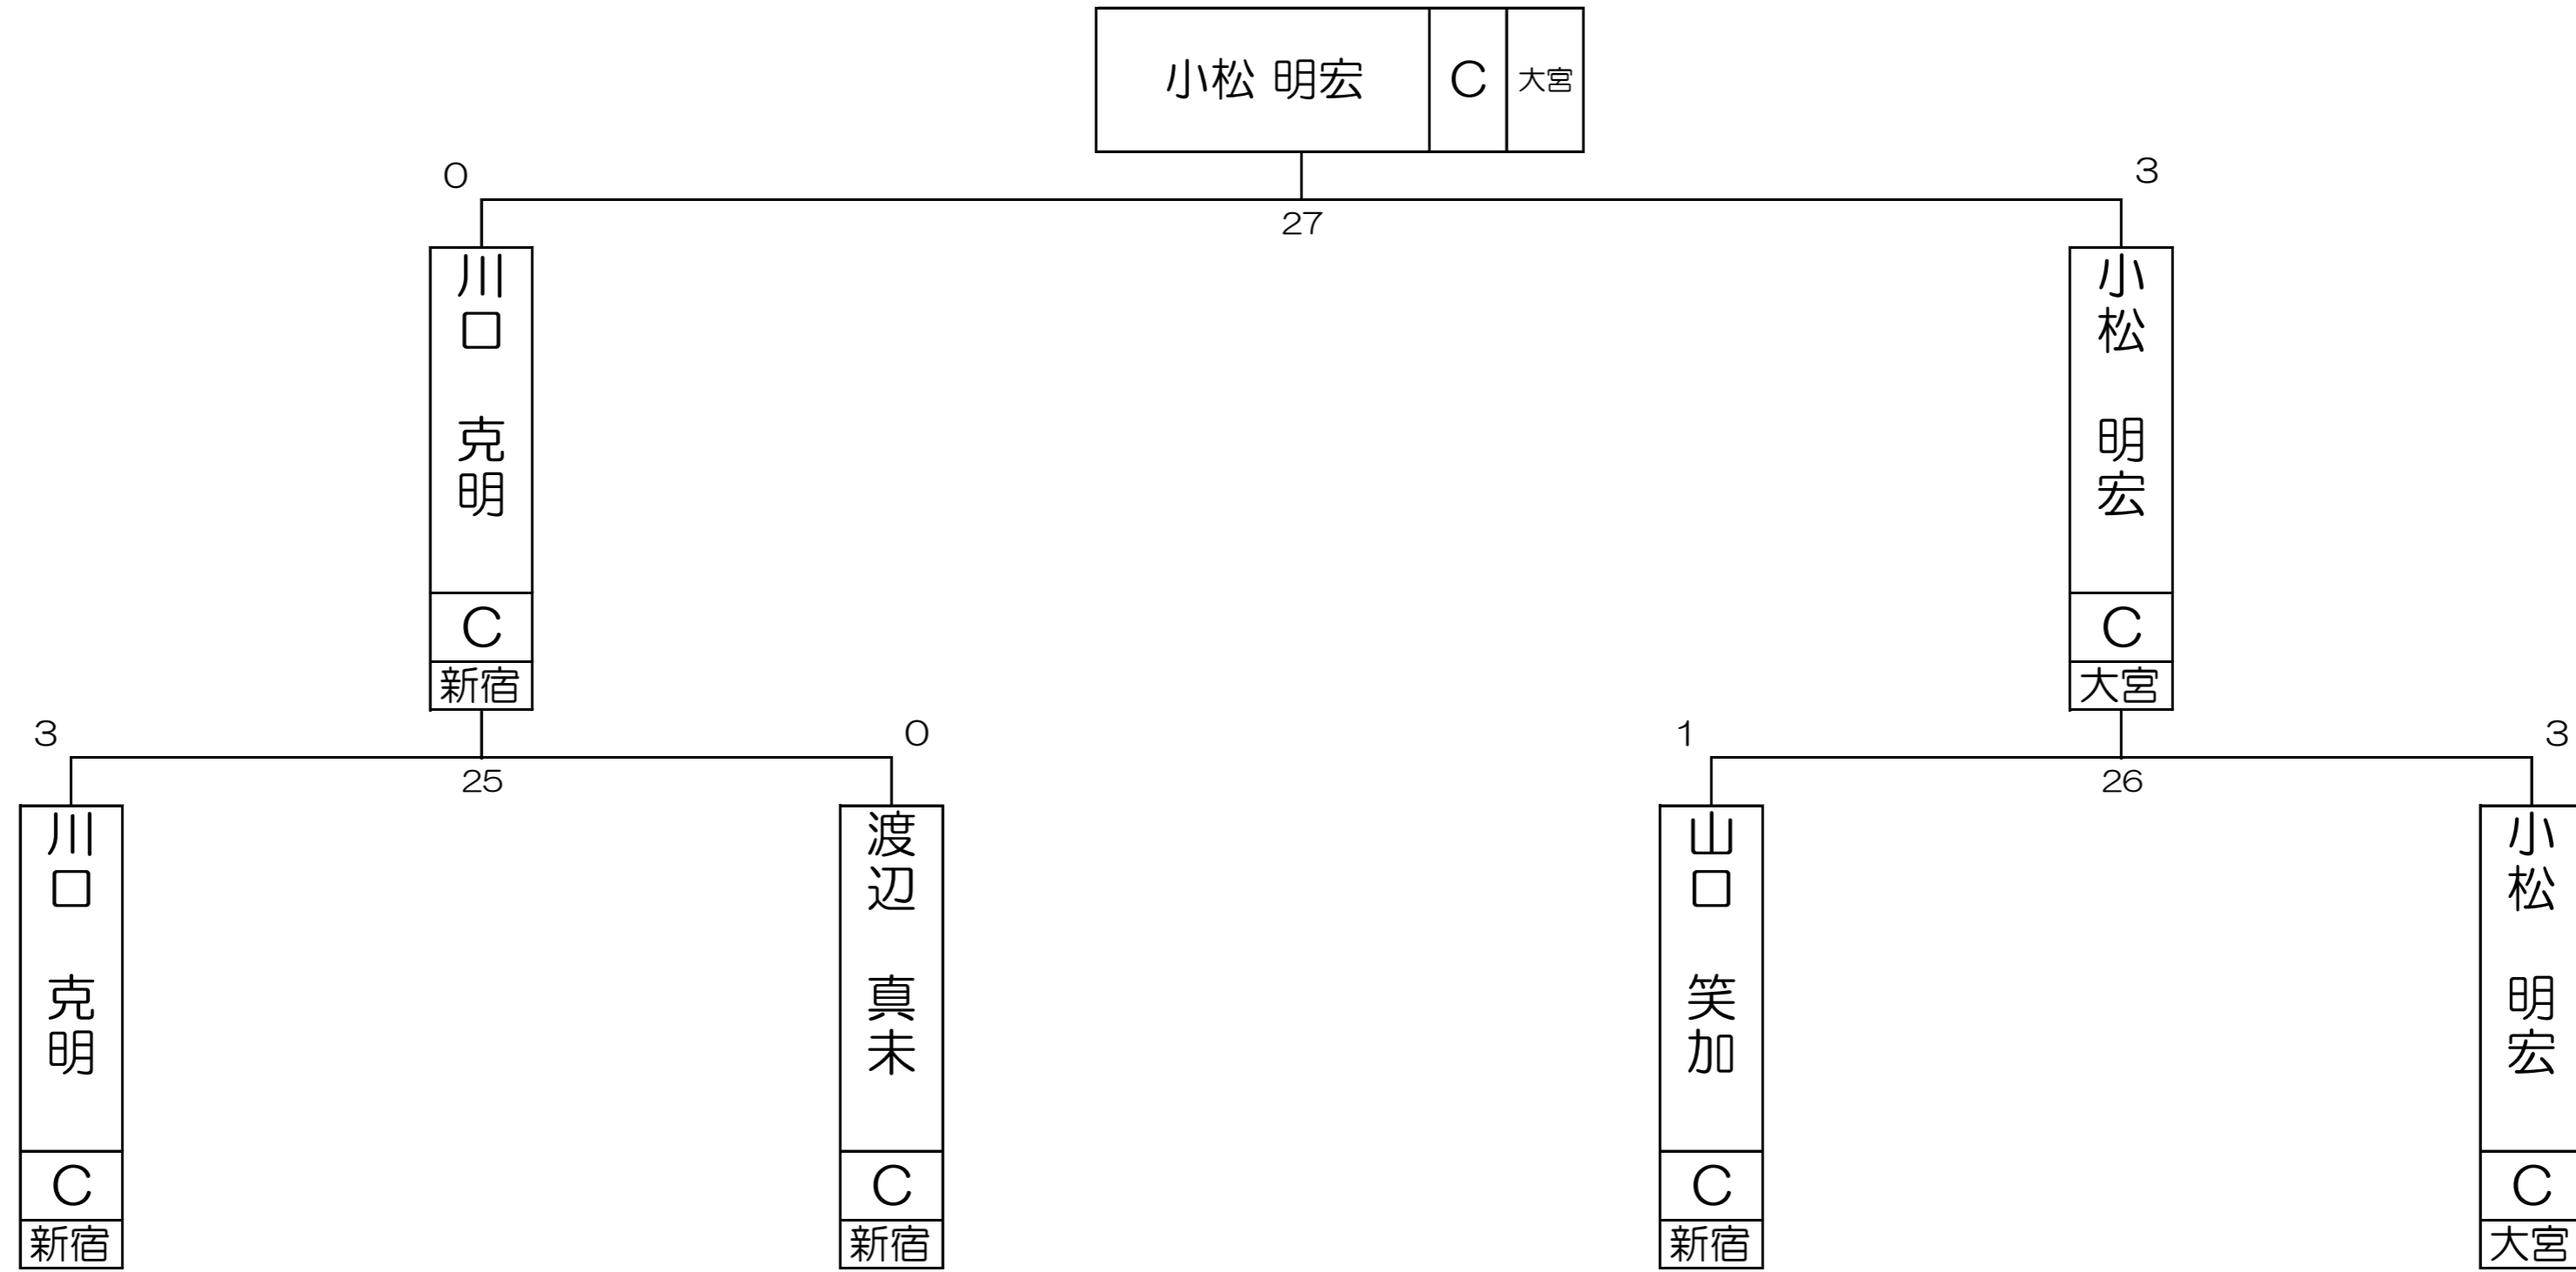 小松 明宏 C 大宮
0 3
27
川口 克明 C 新宿
小松 明宏 C 大宮
3 0 1 3
25 26
川口 克明 C 新宿
渡辺 真未 C 新宿
山口 笑加 C 新宿
小松 明宏 C 大宮